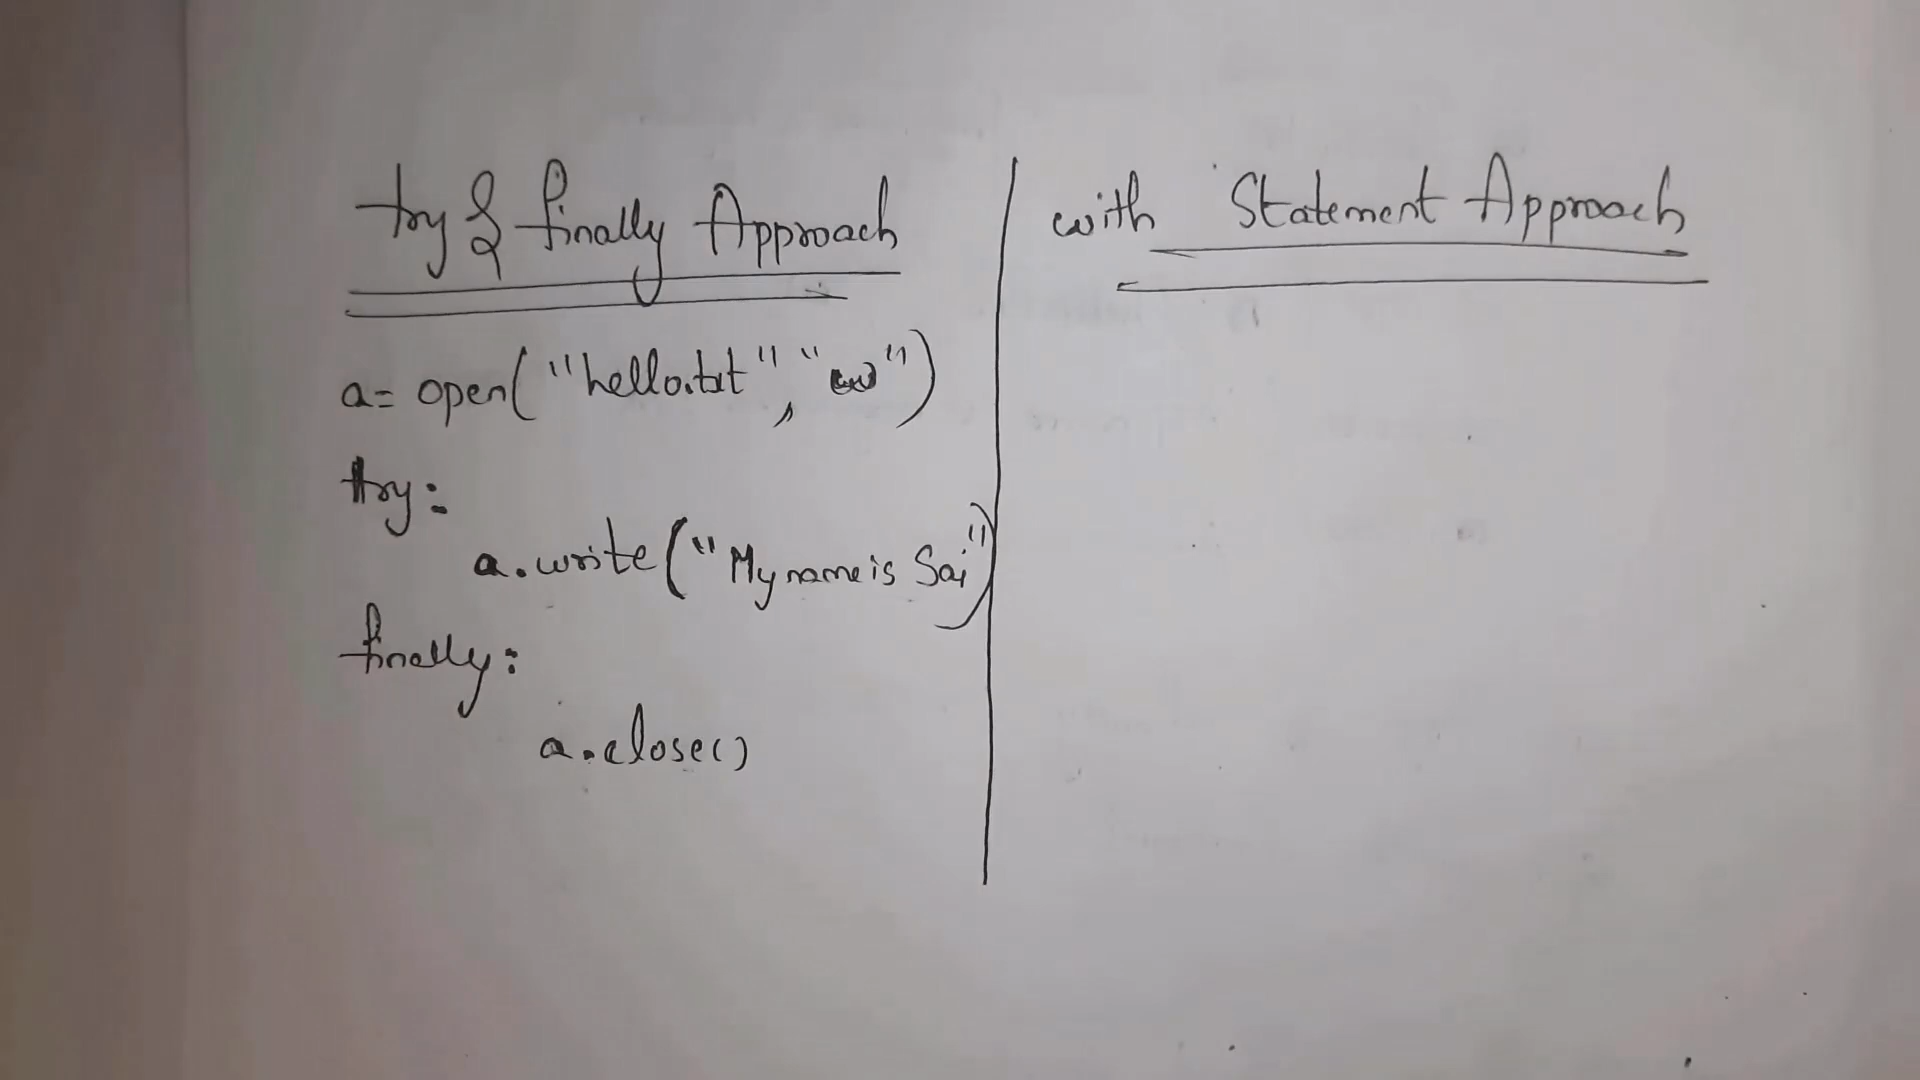 try & finally Approach
a= open("hello.txt", "w")
try:
a.write("My name is Sai")
finally:
a.close()
with Statement Approach